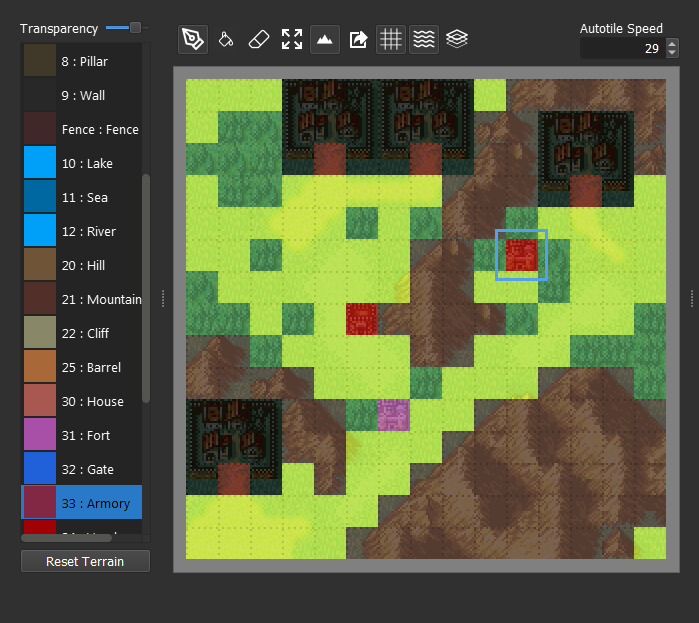 Transparency
Autotile Speed
29
8 : Pillar
9 : Wall
Fence : Fence
10 : Lake
11 : Sea
12 : River
20 : Hill
21 : Mountain
22 : Cliff
25 : Barrel
30 : House
31 : Fort
32 : Gate
33 : Armory
Reset Terrain